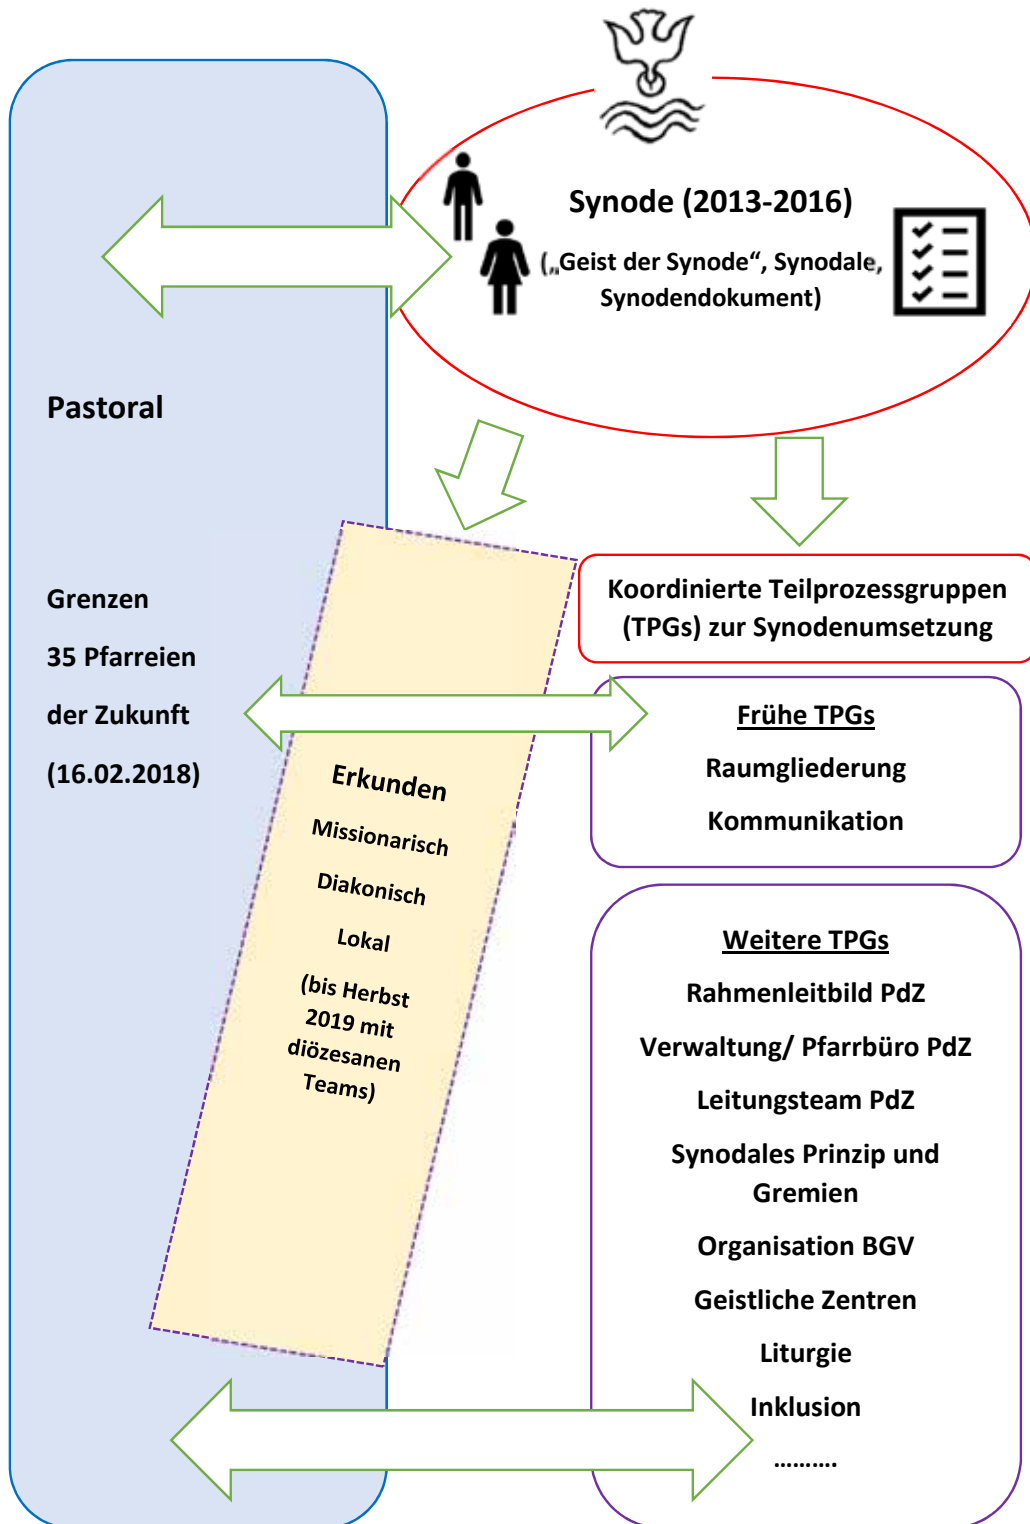 Synode (2013-2016)
(„Geist der Synode“, Synodale,
Synodendokument)
Pastoral
Grenzen
35 Pfarreien
der Zukunft
(16.02.2018)
Erkunden
Missionarisch
Diakonisch
Lokal
(bis Herbst
2019 mit
diözesanen
Teams)
Koordinierte Teilprozessgruppen
(TPGs) zur Synodenumsetzung
Frühe TPGs
Raumgliederung
Kommunikation
Weitere TPGs
Rahmenleitbild PdZ
Verwaltung/ Pfarrbüro PdZ
Leitungsteam PdZ
Synodales Prinzip und
Gremien
Organisation BGV
Geistliche Zentren
Liturgie
Inklusion
……….